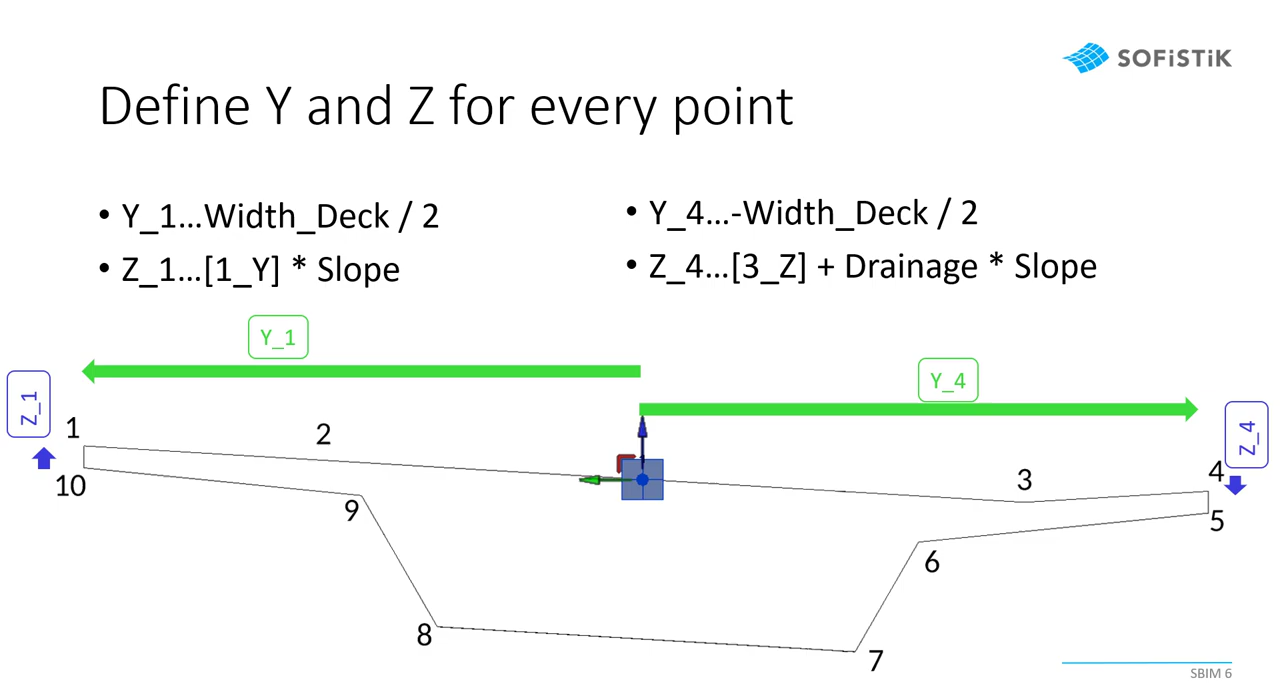 SOFiSTiK
Define Y and Z for every point
• Y_1...Width_Deck / 2
• Z_1...[1_Y] * Slope
• Y_4...-Width_Deck / 2
• Z_4...[3_Z] + Drainage * Slope
Y_1
Y_4
Z_1
Z_4
1
2
3
4
10
9
5
6
8
7
SBIM 6